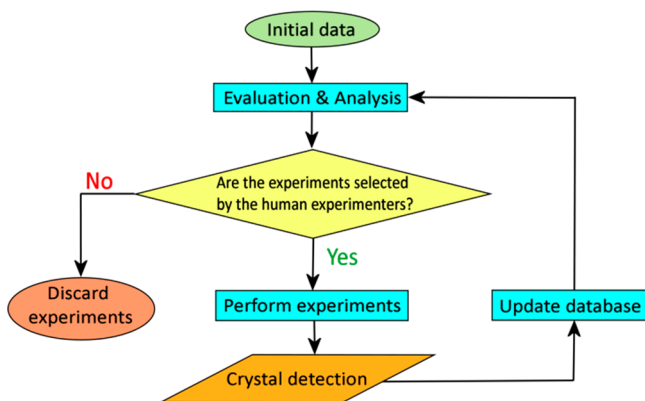 Initial data
Evaluation & Analysis
Are the experiments selected
by the human experimenters?
No
Yes
Discard
experiments
Perform experiments
Update database
Crystal detection